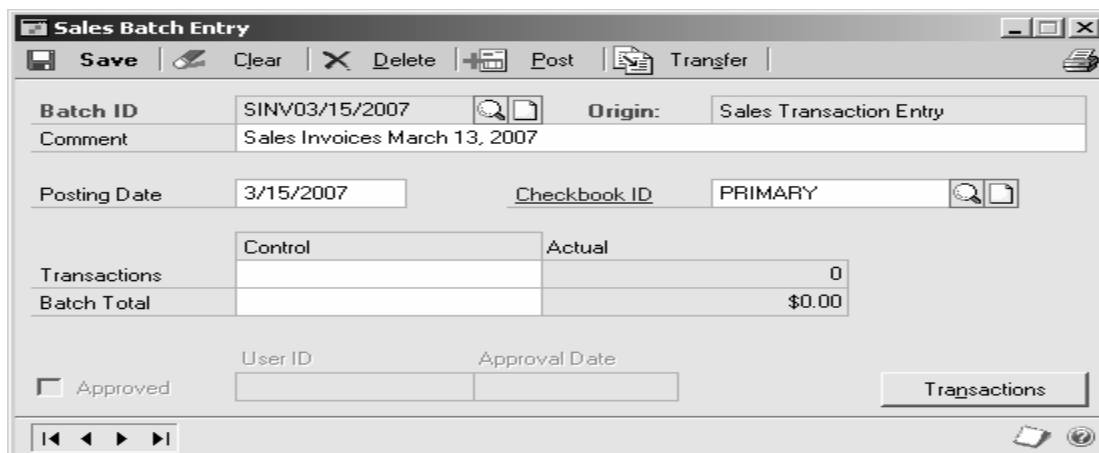 Sales Batch Entry
Save Clear Delete Post Transfer
Batch ID SINV03/15/2007 Origin: Sales Transaction Entry
Comment Sales Invoices March 13, 2007
Posting Date 3/15/2007 Checkbook ID PRIMARY
Control Actual
Transactions 0
Batch Total $0.00
User ID Approval Date
Approved Transactions